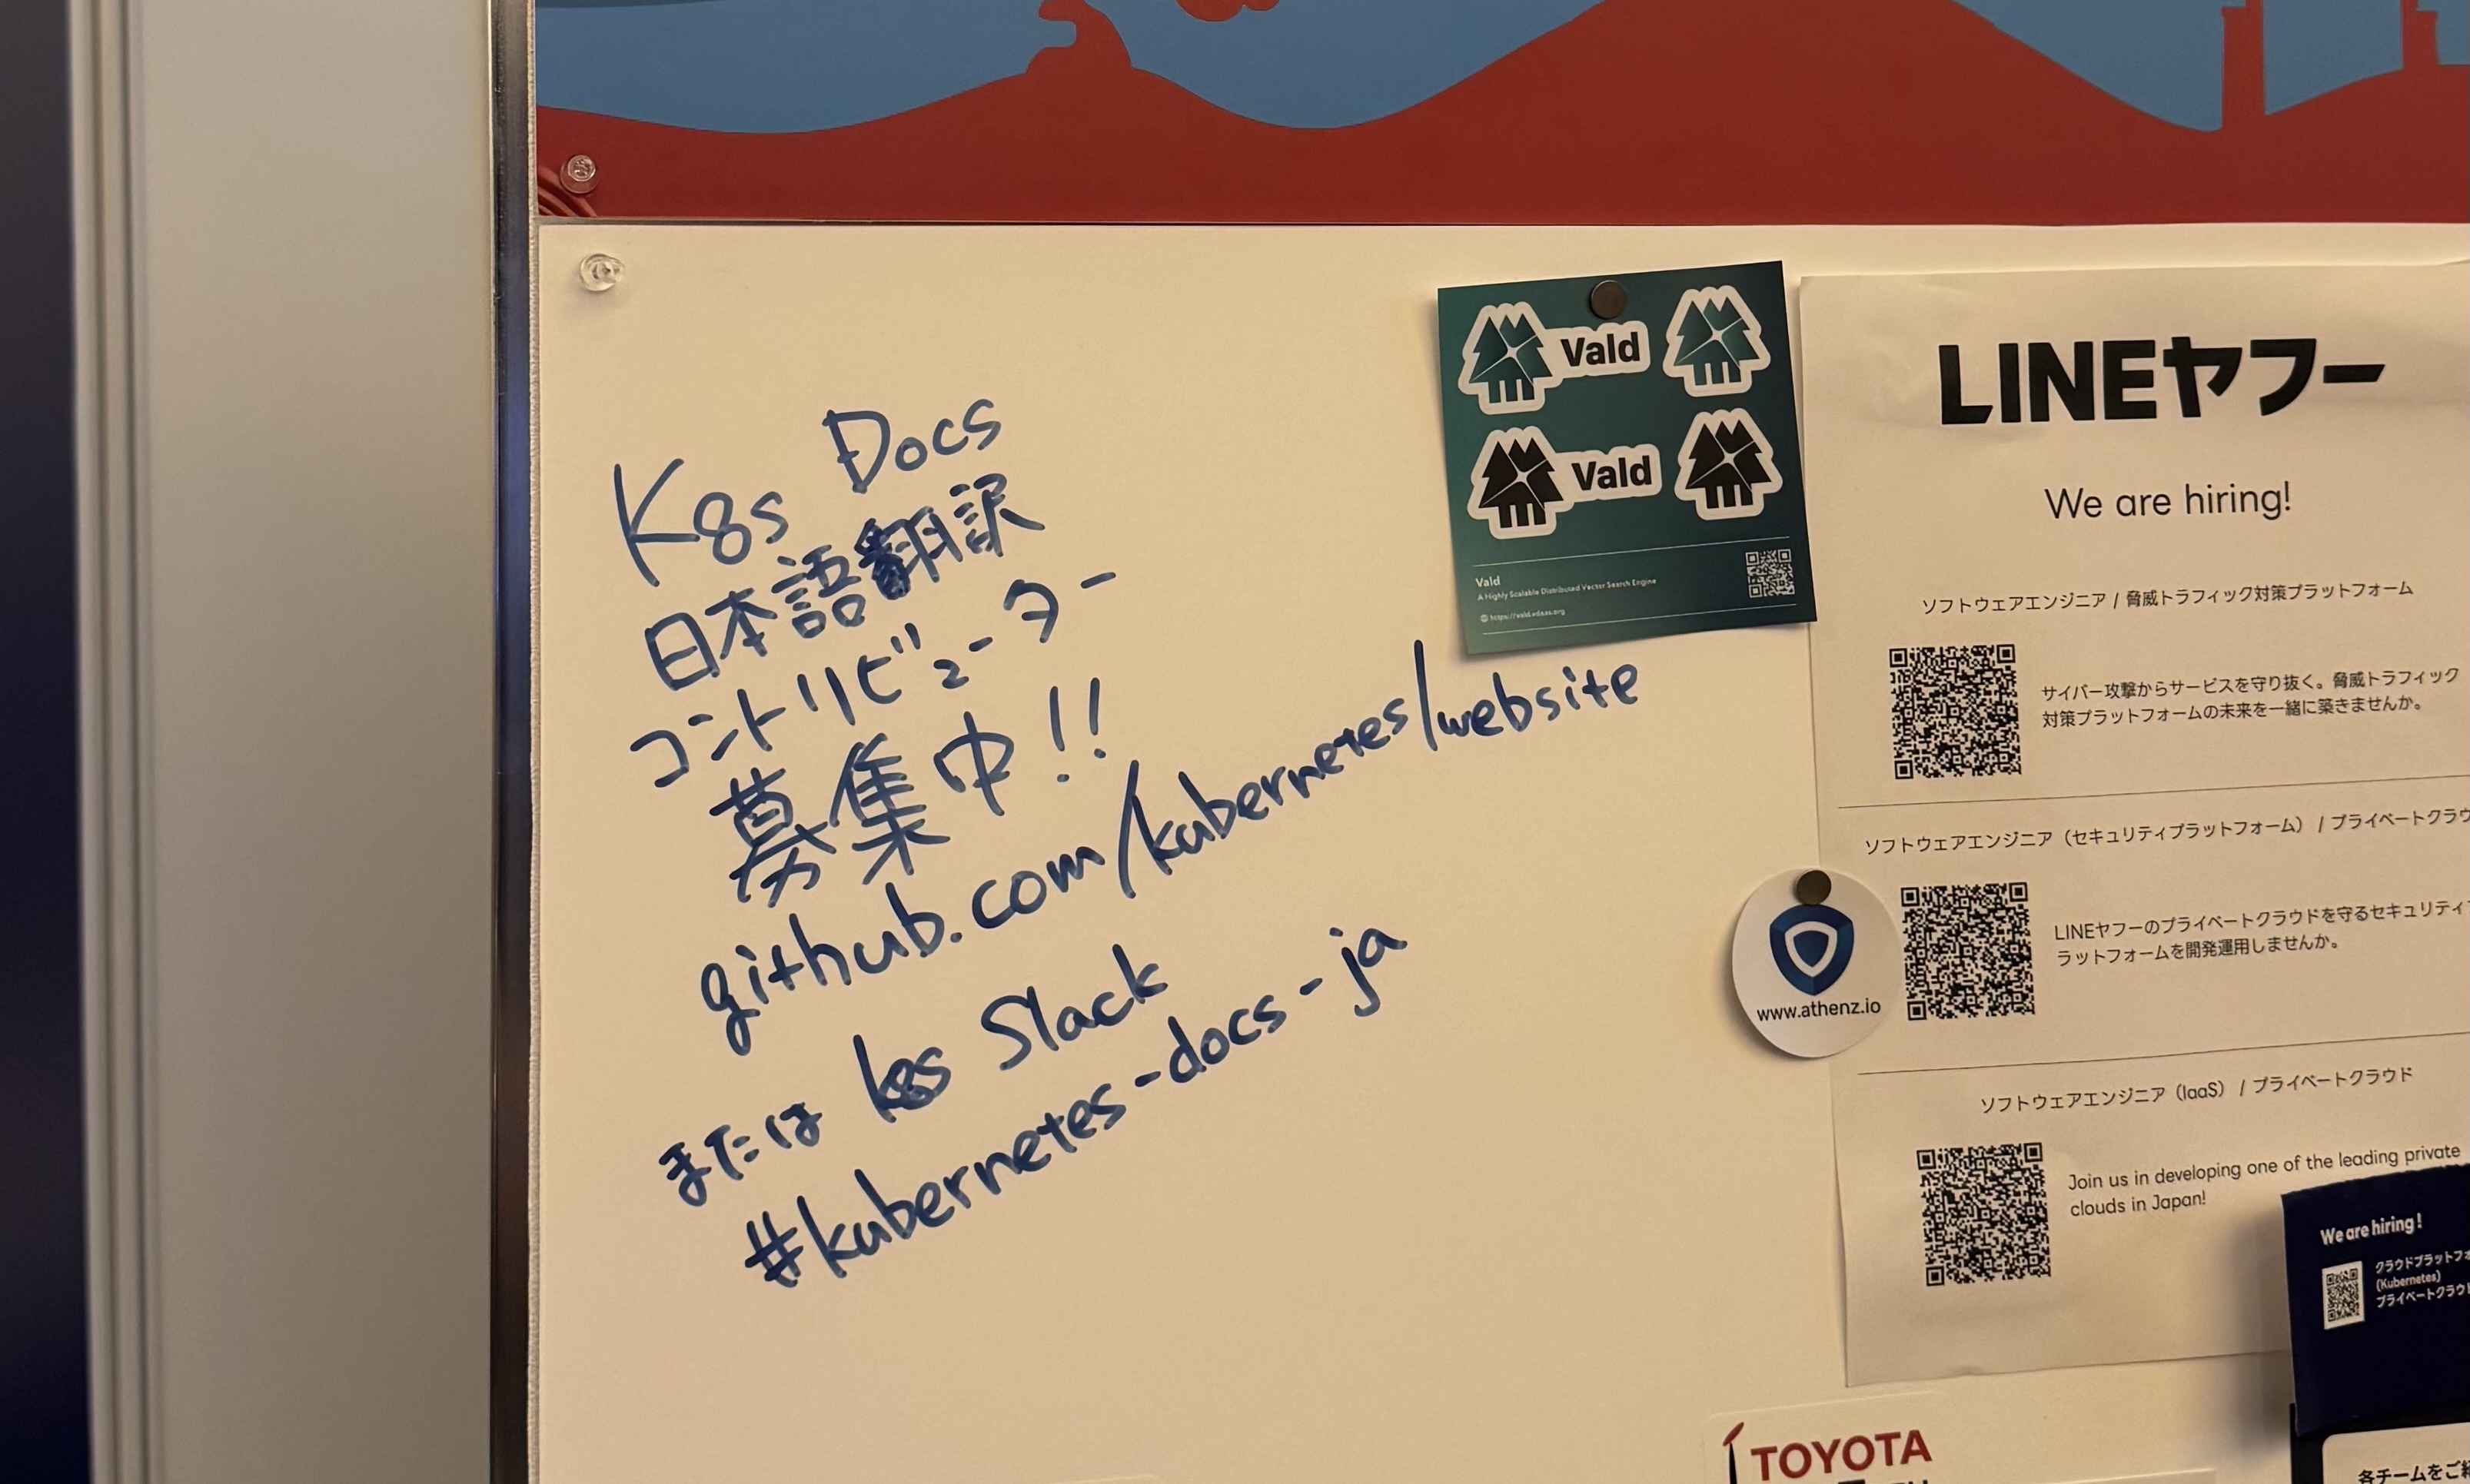 K8s Docs
日本語翻訳
コントリビューター
募集中!!
github.com/kubernetes/website
または k8s Slack
#kubernetes-docs-ja
Vald
Vald
Vald
A Highly Scalable Distributed Vector Search Engine
https://vald.vdaas.org
LINEヤフー
We are hiring!
ソフトウェアエンジニア / 脅威トラフィック対策プラットフォーム
サイバー攻撃からサービスを守り抜く。脅威トラフィック
対策プラットフォームの未来を一緒に築きませんか。
ソフトウェアエンジニア（セキュリティプラットフォーム） / プライベートクラウ
LINEヤフーのプライベートクラウドを守るセキュリティ
ラットフォームを開発運用しませんか。
www.athenz.io
ソフトウェアエンジニア（IaaS） / プライベートクラウド
Join us in developing one of the leading private
clouds in Japan!
We are hiring!
クラウドプラットフォ
(Kubernetes)
プライベートクラウ
TOYOTA
各チームをご